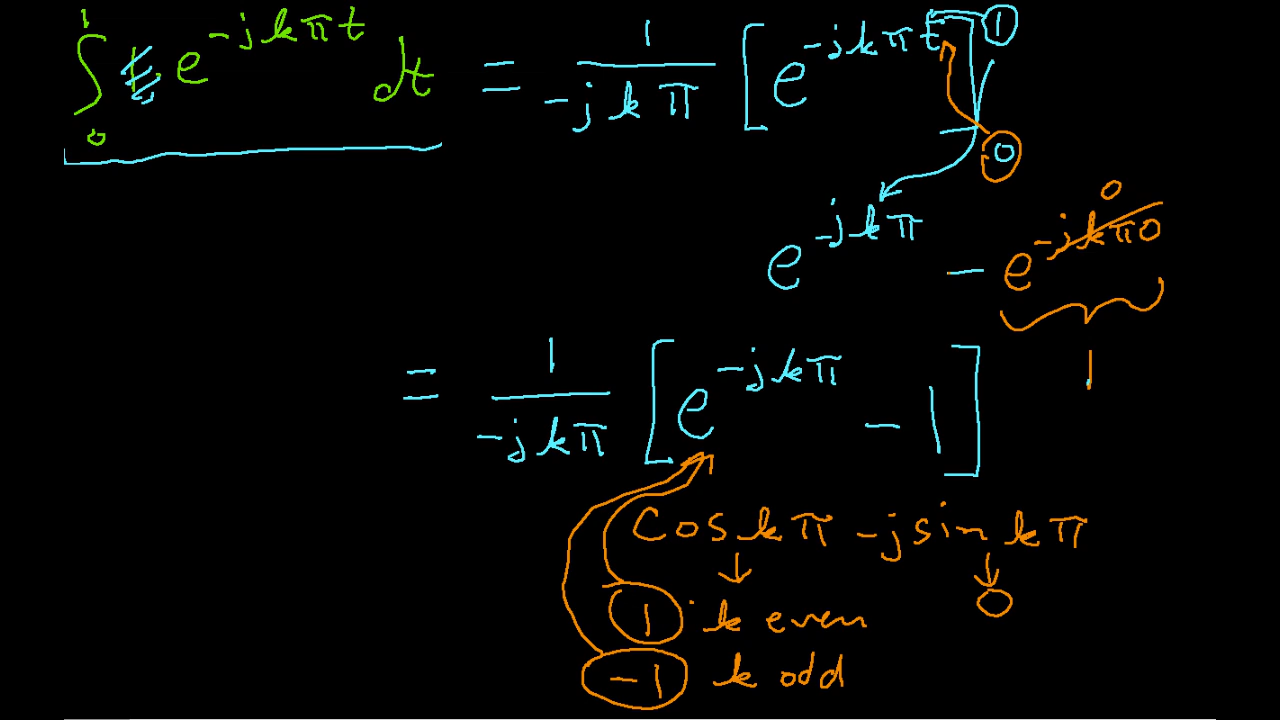 ∫₀¹ t e^{-jkπt} dt = 1/(-jkπ) [e^{-jkπt}]₀¹
e^{-jkπ} - e^{-jkπ0}
0
1
= 1/(-jkπ) [e^{-jkπ} - 1]
cos kπ - j sin kπ
1 k even
0
-1 k odd